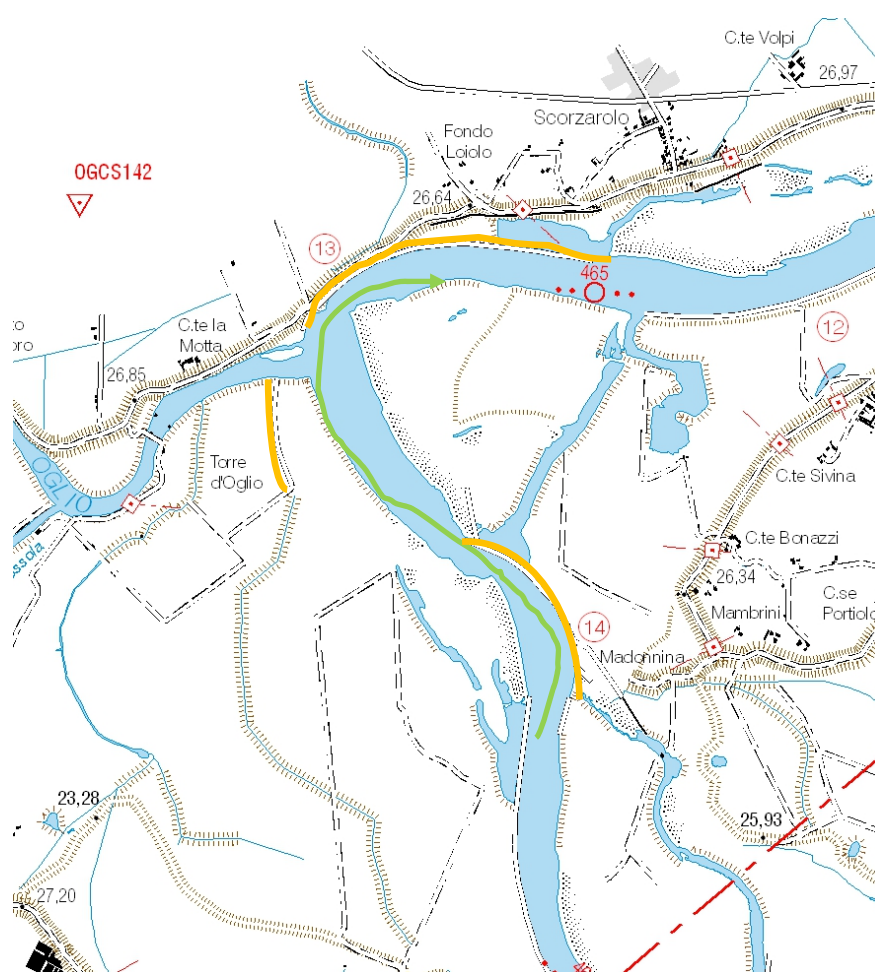 C.te Volpi
26,97
Scorzarolo
Fondo
Loiolo
OGCS142
26,64
13
465
12
C.te la
Motta
26,85
Torre
d'Oglio
OGLIO
C.te Sivina
C.te Bonazzi
26,34
C.se
Portiolo
Mambrini
14
Madonnina
23,28
25,93
27,20